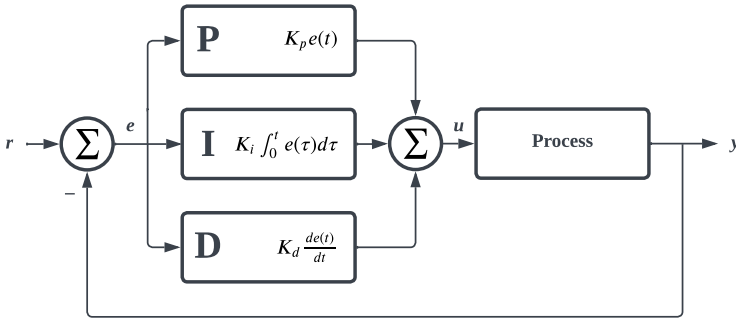 P K_p e(t)
r
Σ
e
I K_i ∫_0^t e(τ)dτ
Σ
u
Process
y
−
D K_d de(t)/dt